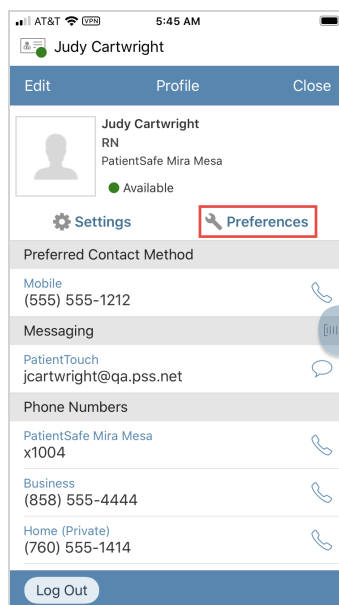 AT&T VPN 5:45 AM
Judy Cartwright
Edit Profile Close
Judy Cartwright
RN
PatientSafe Mira Mesa
Available
Settings Preferences
Preferred Contact Method
Mobile
(555) 555-1212
Messaging
PatientTouch
jcartwright@qa.pss.net
Phone Numbers
PatientSafe Mira Mesa
x1004
Business
(858) 555-4444
Home (Private)
(760) 555-1414
Log Out